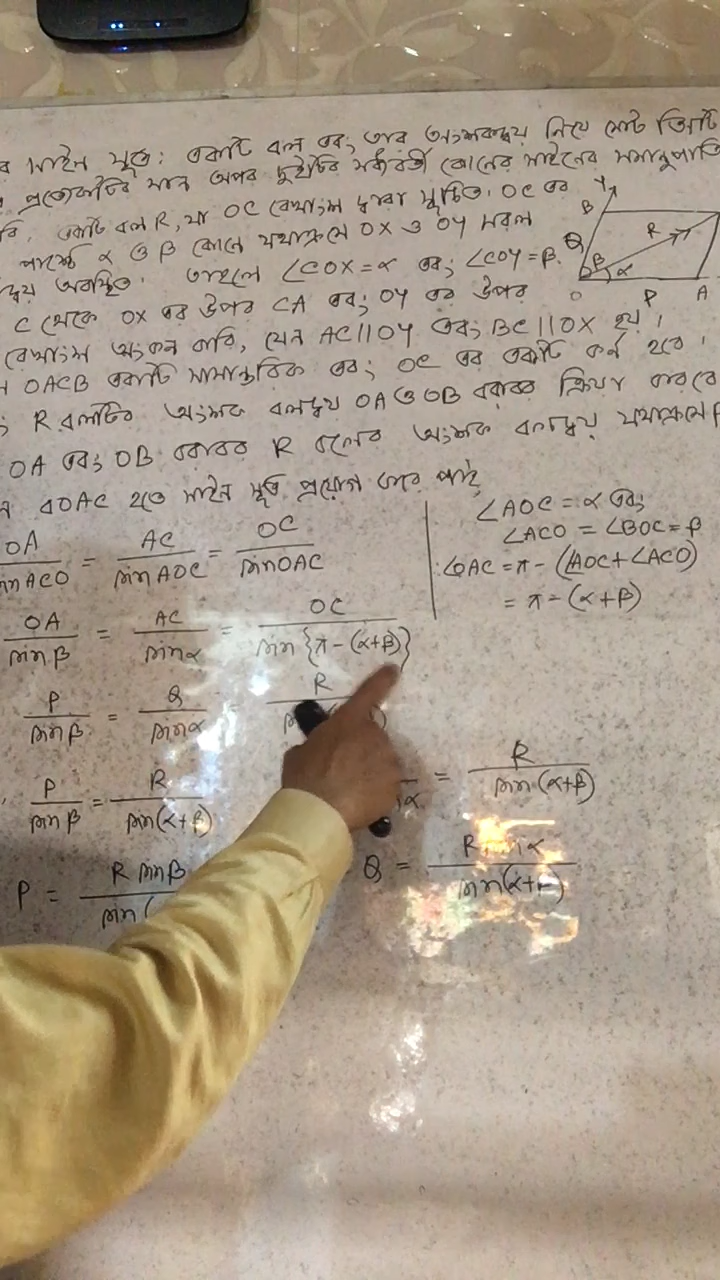 সাইন সূত্র: একটি বল এবং তার অংশকদ্বয় নিয়ে মোট তিনটি
প্রত্যেকটির মান অপর দুইটির মধ্যবর্তী কোনের সাইনের সমানুপাতি
একটি বল R, যা OC রেখাংশ দ্বারা সূচিত। OC এর
পার্শ্বে α ও β কোনে যথাক্রমে OX ও OY সরল
অবস্থিত। তাহলে ∠COX = α এবং ∠COY = β.
C থেকে OX এর উপর CA এবং OY এর উপর
রেখাংশ অংকন করি, যেন AC||OY এবং BC||OX হয়।
OACB একটি সামান্তরিক এবং OC এর একটি কর্ন হবে।
R বলটির অংশক বলদ্বয় OA ও OB বরাবর ক্রিয়া করবে
OA এবং OB বরাবর R বলের অংশক বলদ্বয় যথাক্রমে P
ΔOAC হতে সাইন সূত্র প্রয়োগ করে পাই,
Y
B
Q
R
β
α
O
P
A
OA/sin ACO = AC/sin AOC = OC/sin OAC
OA/sin β = AC/sin α = OC/sin {π - (α+β)}
P/sin β = Q/sin α = R
P/sin β = R/sin(α+β)
= R/sin(α+β)
P = R sin β/sin(
Q = R sin α/sin(α+β)
∠AOC = α এবং
∠ACO = ∠BOC = β
∴ ∠OAC = π - (∠AOC + ∠ACO)
= π - (α+β)